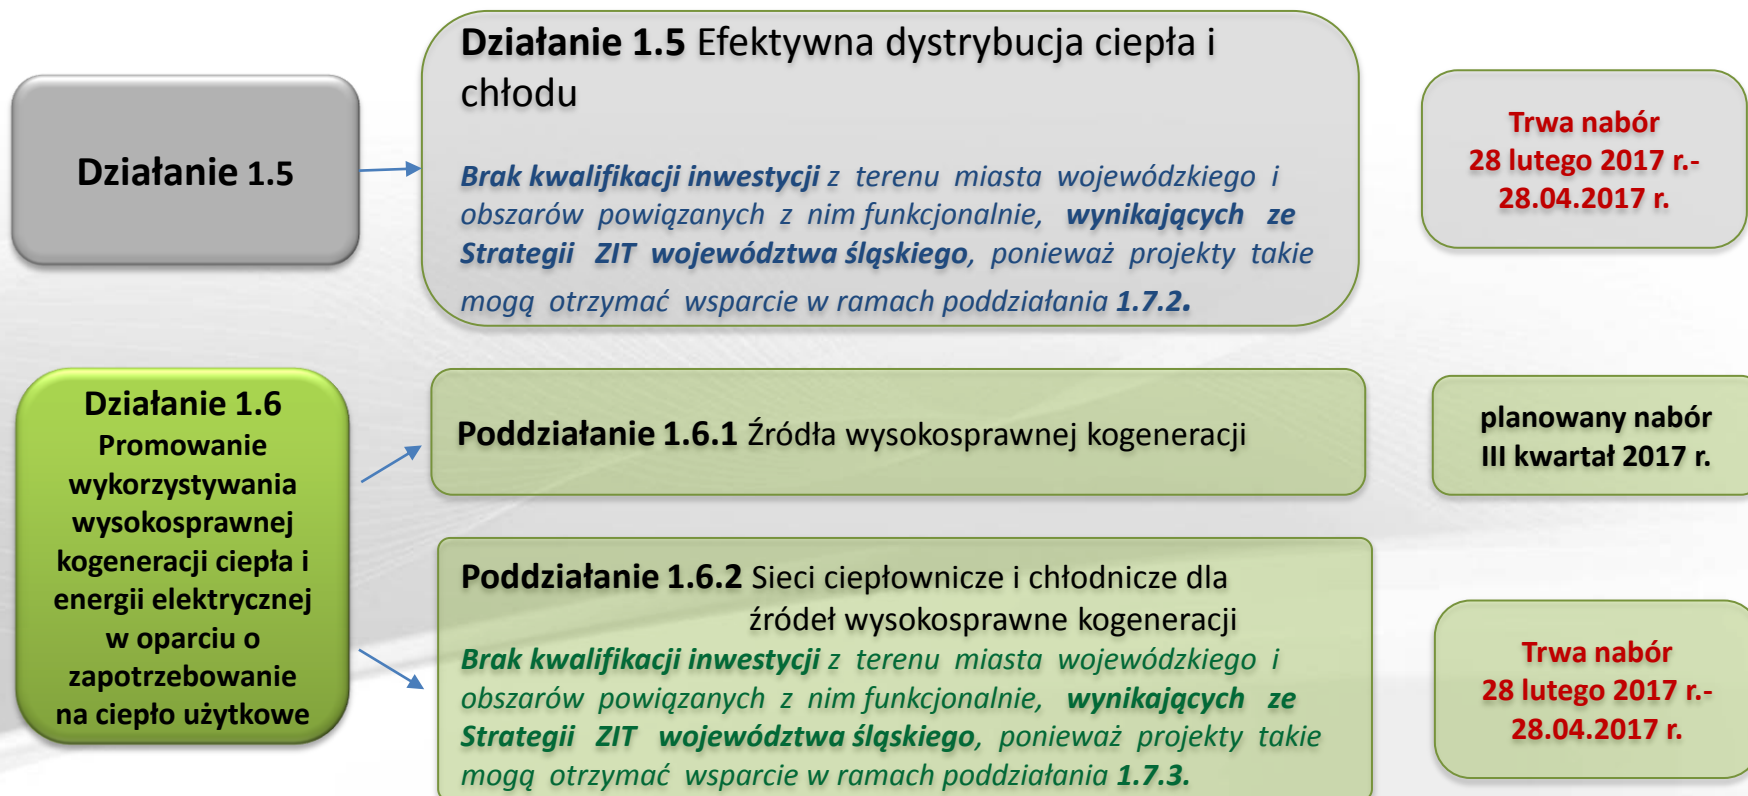 Działanie 1.5
Działanie 1.5 Efektywna dystrybucja ciepła i
chłodu
Brak kwalifikacji inwestycji z terenu miasta wojewódzkiego i
obszarów powiązanych z nim funkcjonalnie, wynikających ze
Strategii ZIT województwa śląskiego, ponieważ projekty takie
mogą otrzymać wsparcie w ramach poddziałania 1.7.2.
Trwa nabór
28 lutego 2017 r.-
28.04.2017 r.
Działanie 1.6
Promowanie
wykorzystywania
wysokosprawnej
kogeneracji ciepła i
energii elektrycznej
w oparciu o
zapotrzebowanie
na ciepło użytkowe
Poddziałanie 1.6.1 Źródła wysokosprawnej kogeneracji
planowany nabór
III kwartał 2017 r.
Poddziałanie 1.6.2 Sieci ciepłownicze i chłodnicze dla
źródeł wysokosprawne kogeneracji
Brak kwalifikacji inwestycji z terenu miasta wojewódzkiego i
obszarów powiązanych z nim funkcjonalnie, wynikających ze
Strategii ZIT województwa śląskiego, ponieważ projekty takie
mogą otrzymać wsparcie w ramach poddziałania 1.7.3.
Trwa nabór
28 lutego 2017 r.-
28.04.2017 r.